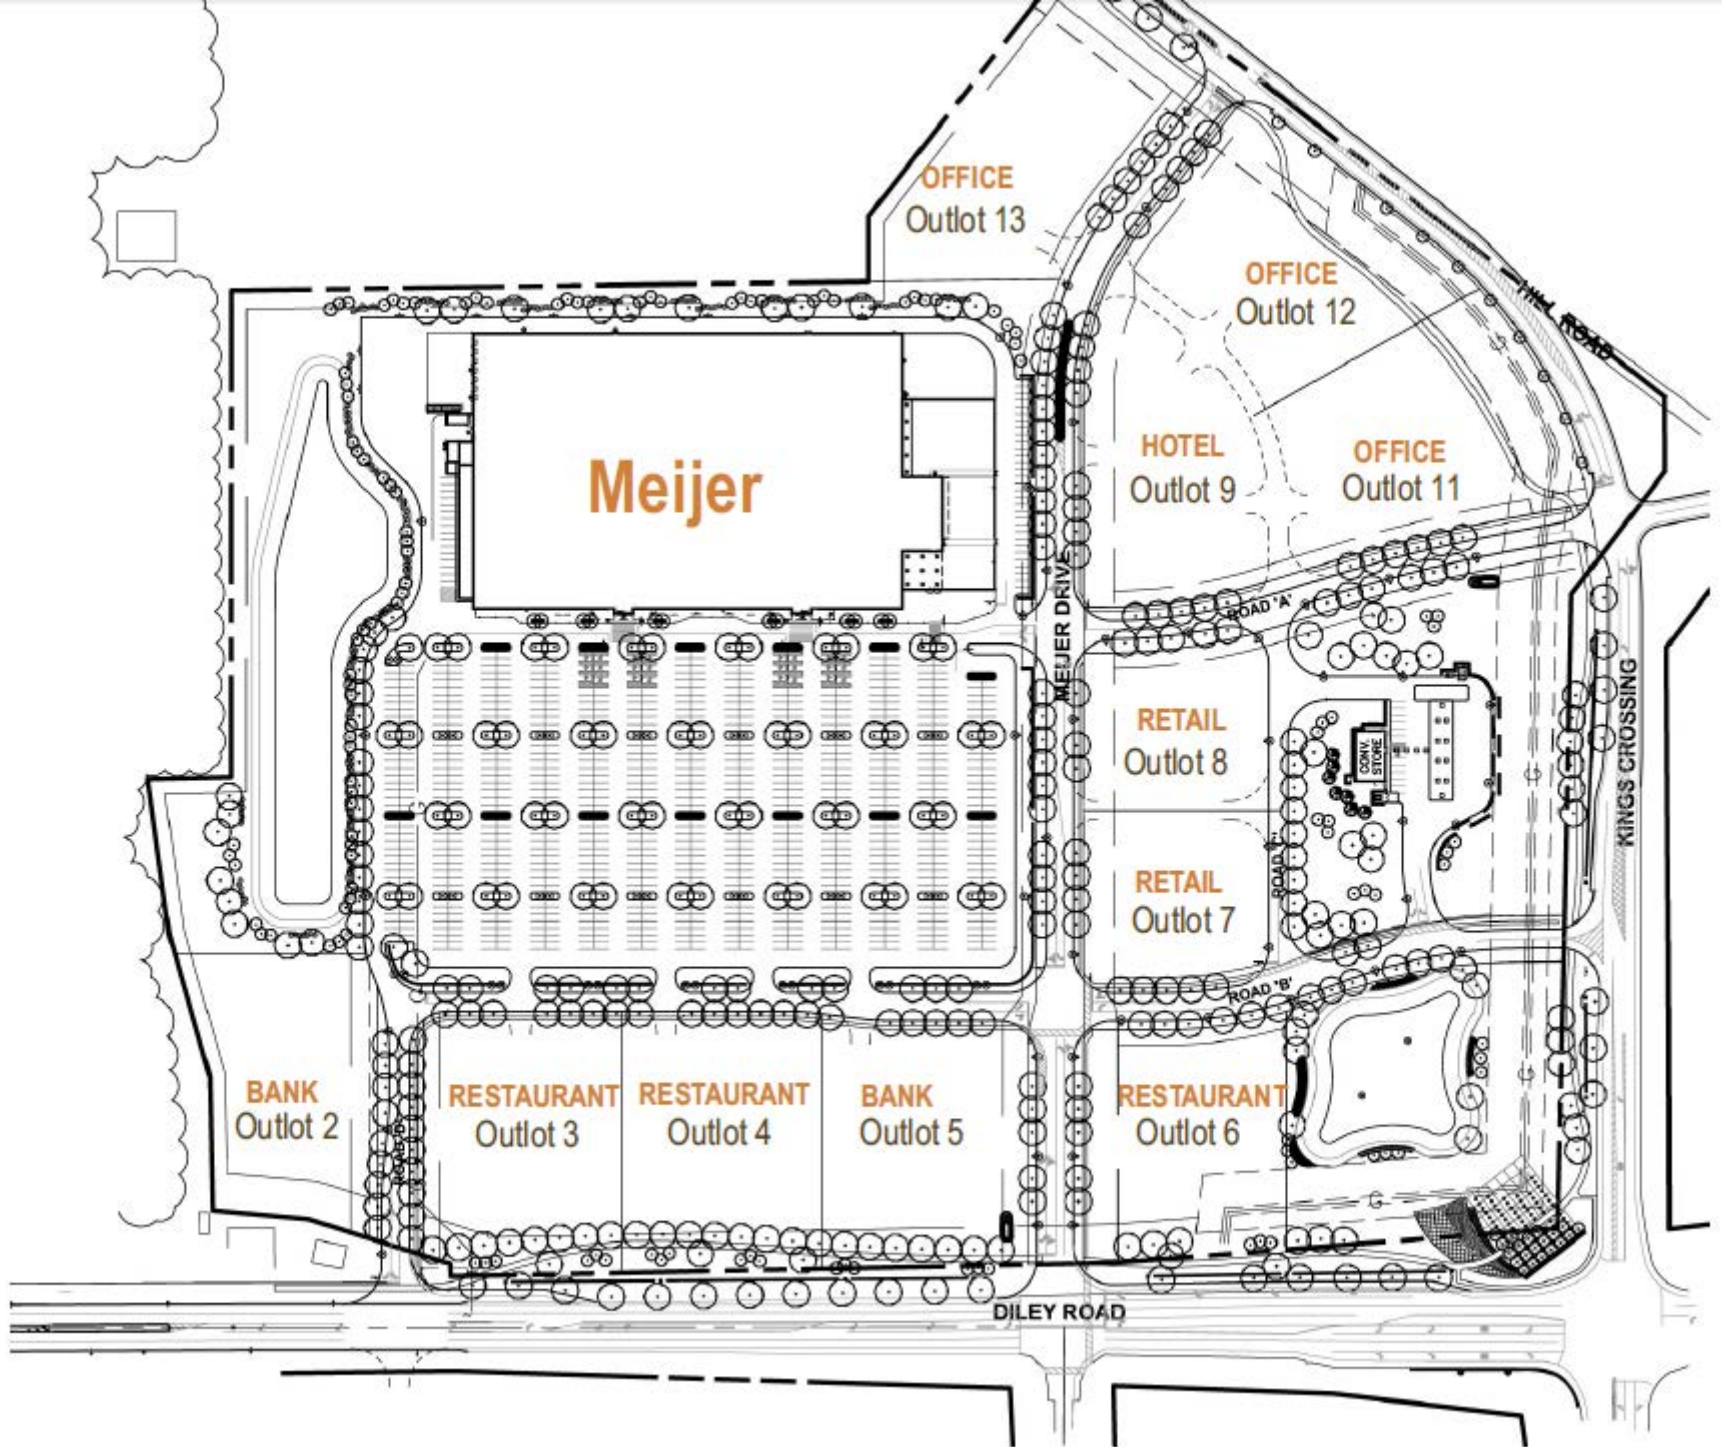 OFFICE
Outlot 13
OFFICE
Outlot 12
HILL ROAD
Meijer
HOTEL
Outlot 9
OFFICE
Outlot 11
MEIJER DRIVE
ROAD 'A'
RETAIL
Outlot 8
CONV.
STORE
KINGS CROSSING
G
RETAIL
Outlot 7
ROAD 'B'
BANK
Outlot 2
RESTAURANT
Outlot 3
RESTAURANT
Outlot 4
BANK
Outlot 5
RESTAURANT
Outlot 6
G
G
DILEY ROAD